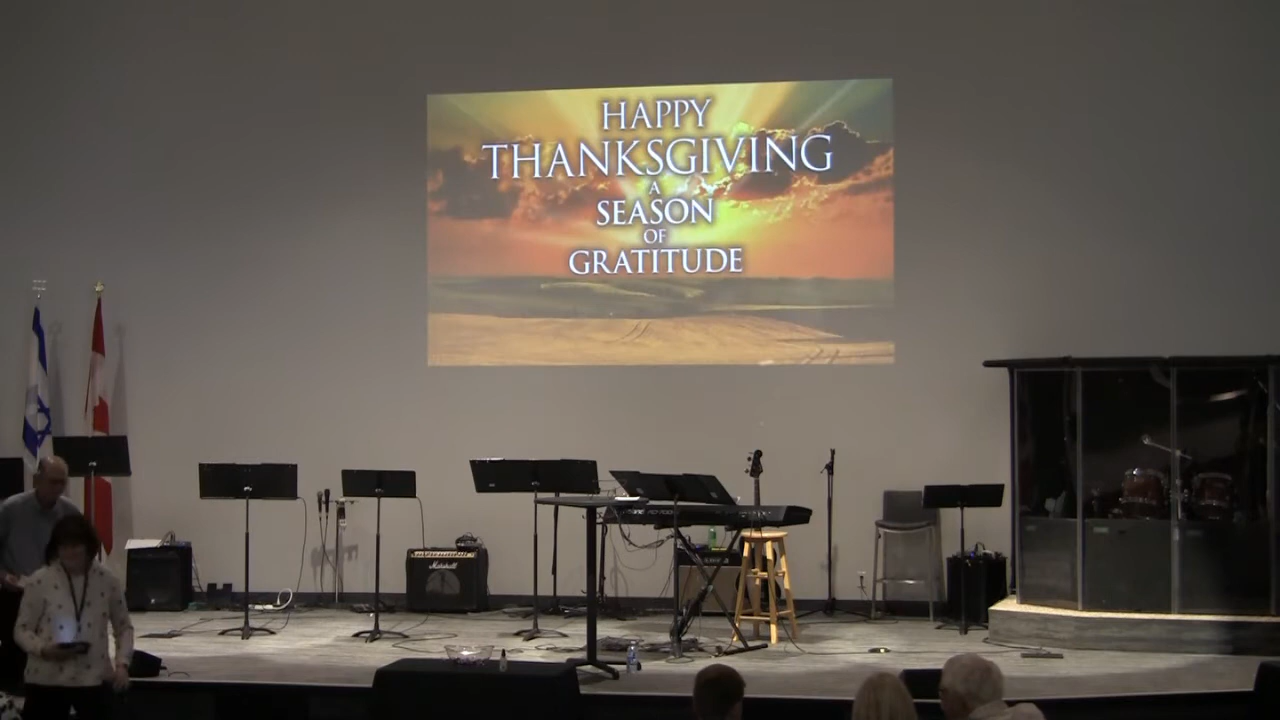 HAPPY
THANKSGIVING
A
SEASON
OF
GRATITUDE
Marshall